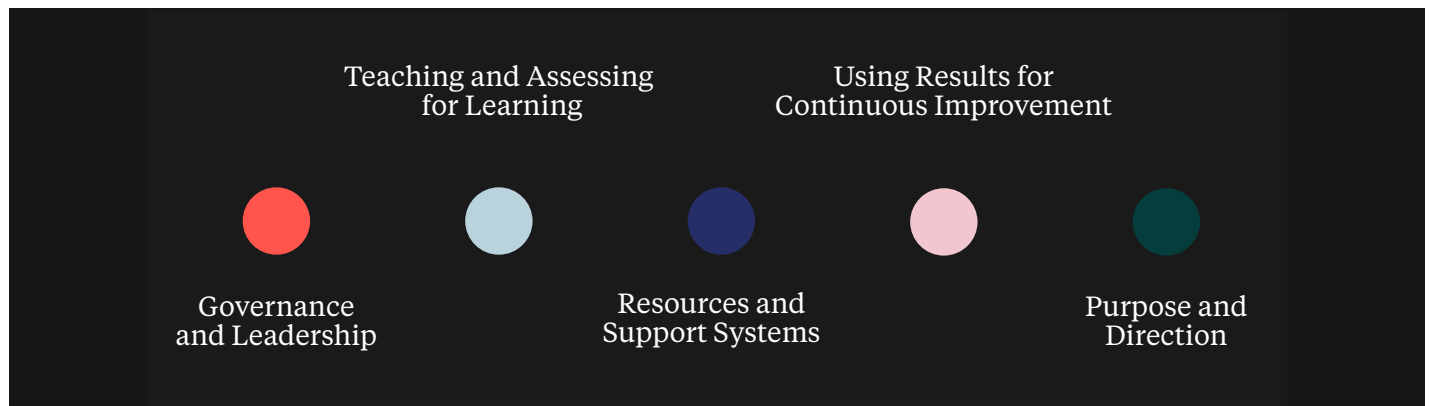 Teaching and Assessing
for Learning
Using Results for
Continuous Improvement
Governance
and Leadership
Resources and
Support Systems
Purpose and
Direction